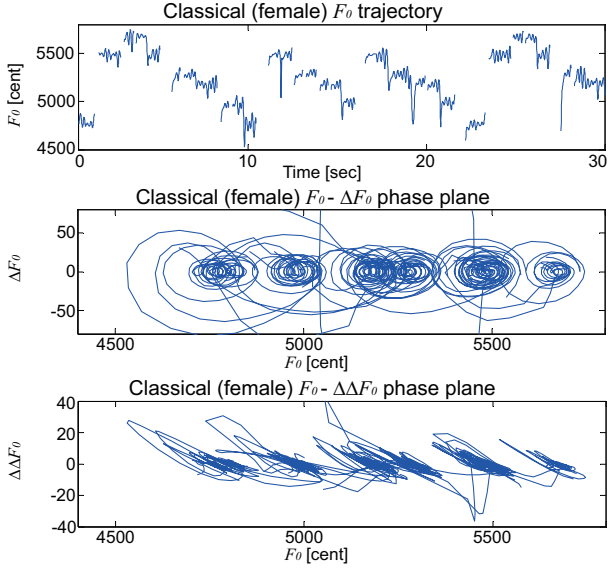 Classical (female) F0 trajectory
5500
5000
4500
F0 [cent]
0 10 20 30
Time [sec]
Classical (female) F0 - ΔF0 phase plane
50
0
-50
ΔF0
4500 5000 5500
F0 [cent]
Classical (female) F0 - ΔΔF0 phase plane
40
20
0
-20
-40
ΔΔF0
4500 5000 5500
F0 [cent]